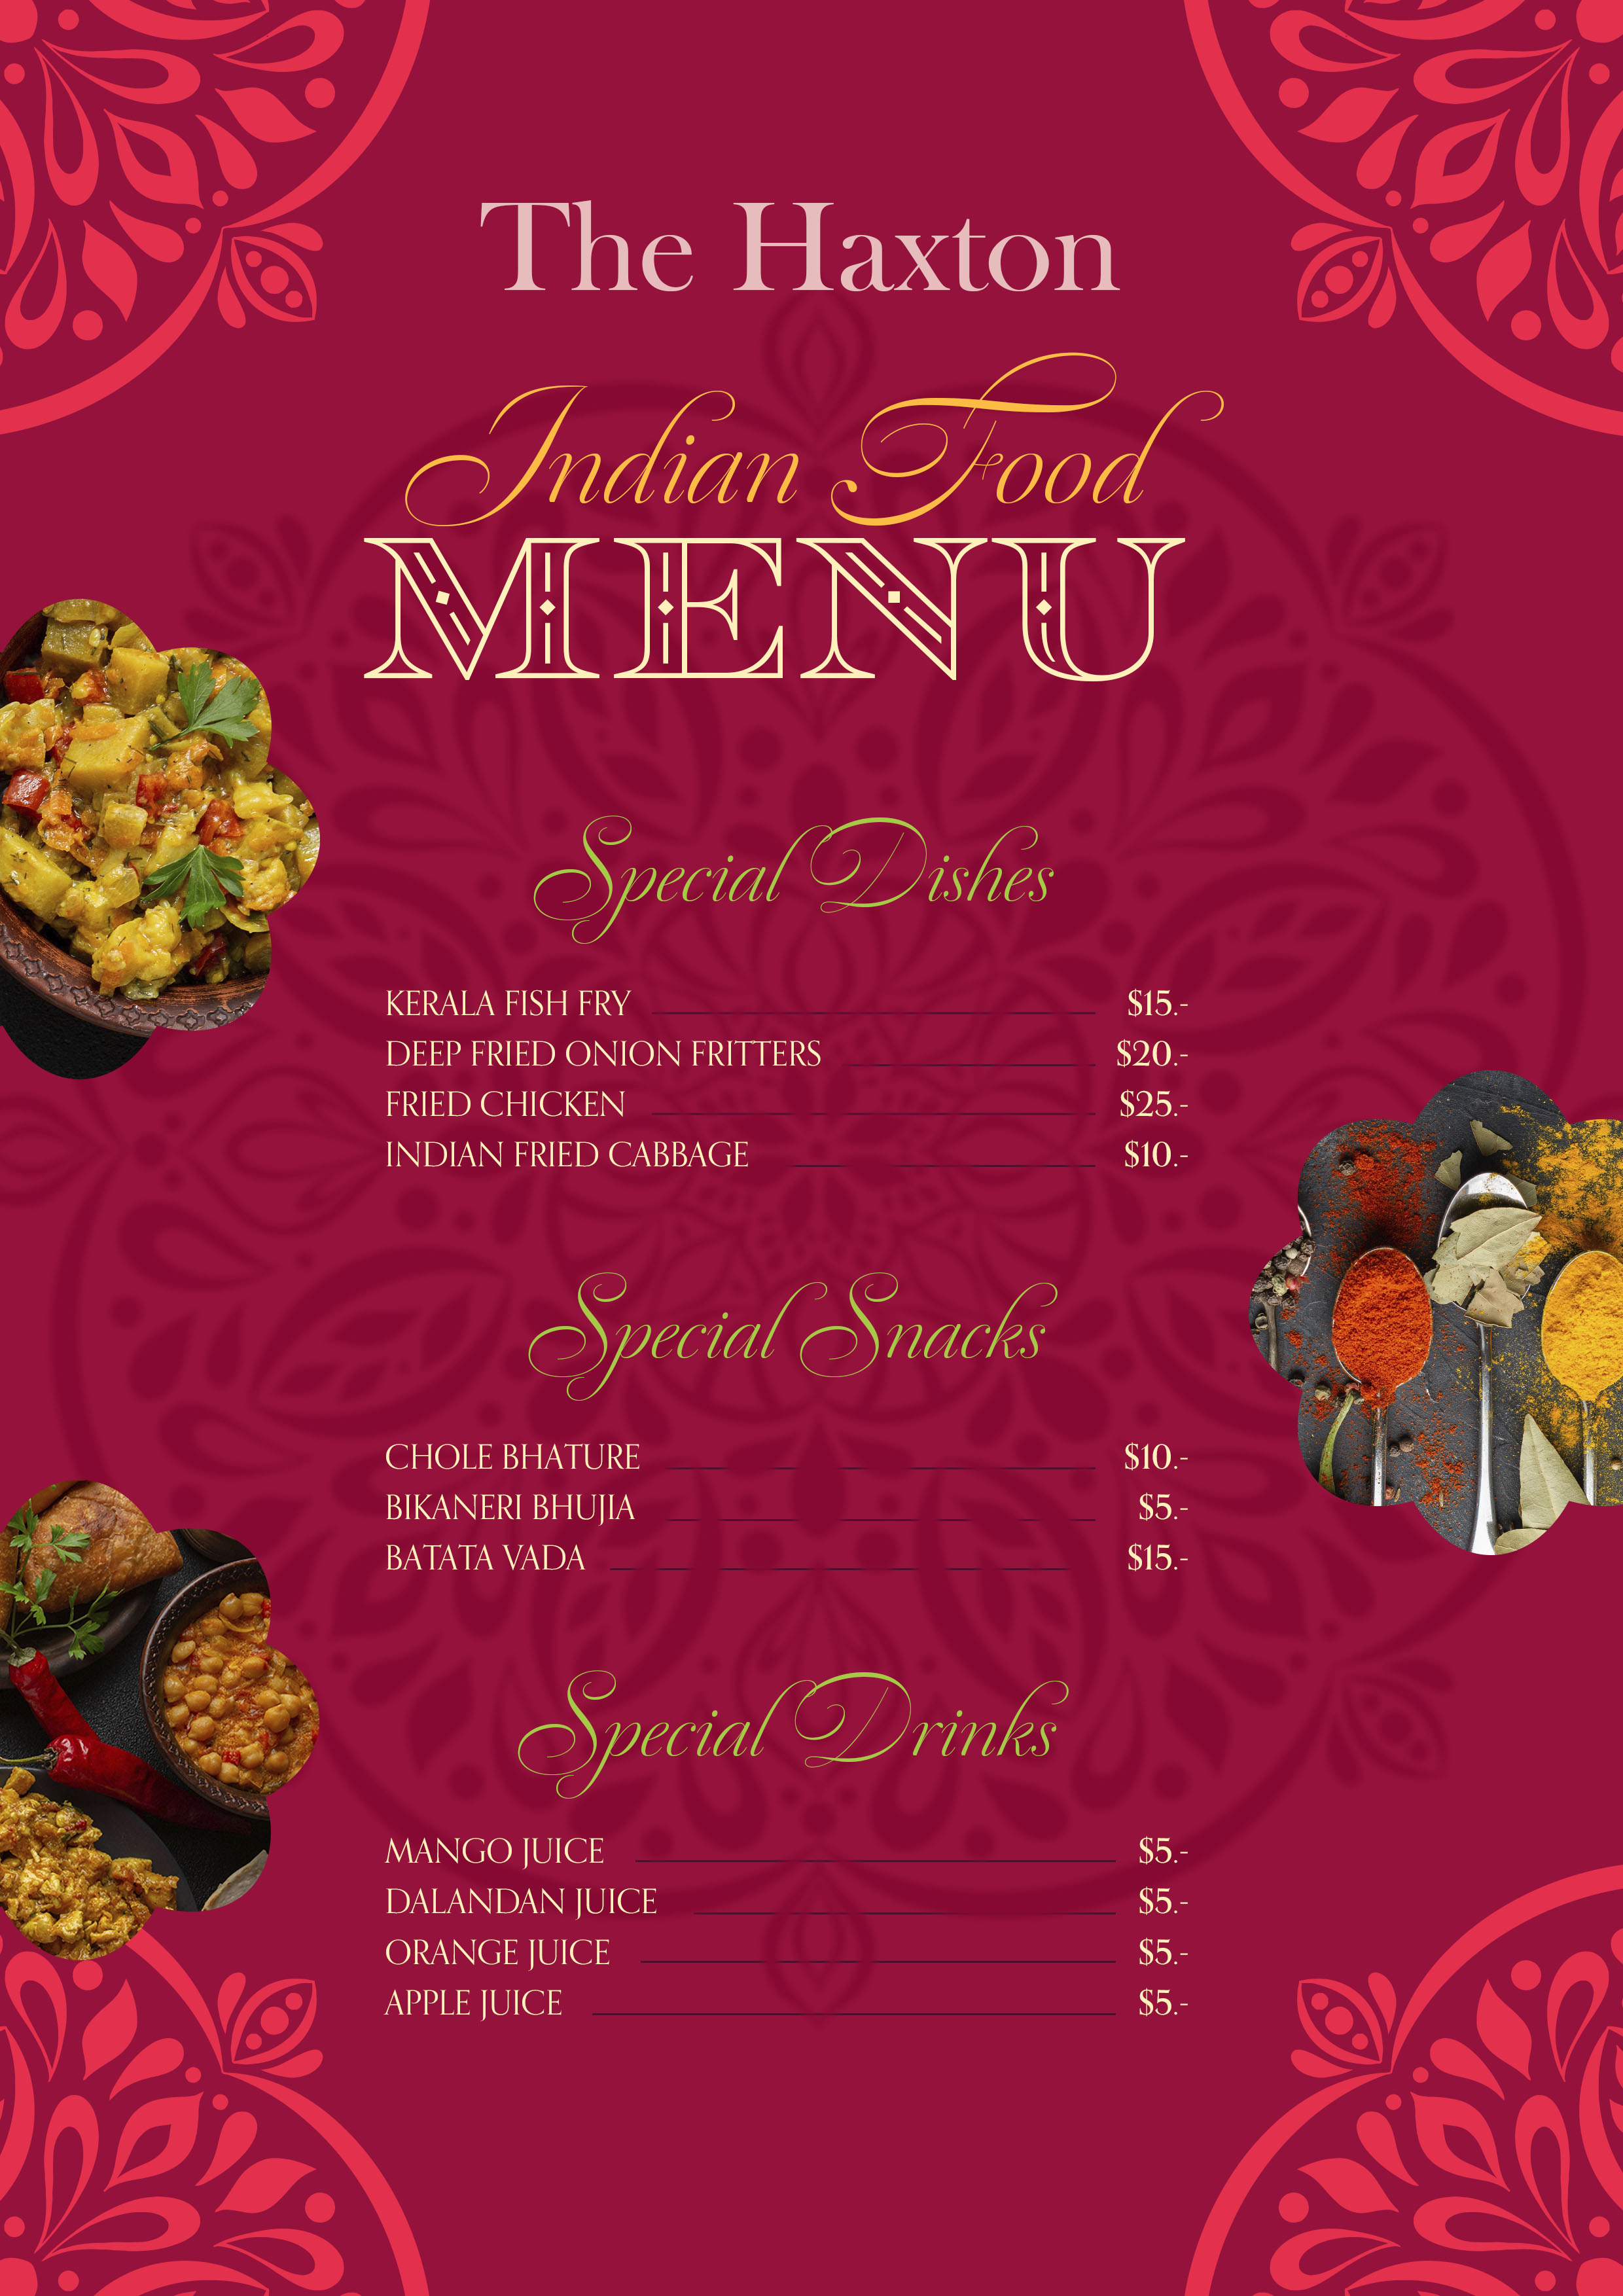 The Haxton
Indian Food
MENU
Special Dishes
KERALA FISH FRY $15.-
DEEP FRIED ONION FRITTERS $20.-
FRIED CHICKEN $25.-
INDIAN FRIED CABBAGE $10.-
Special Snacks
CHOLE BHATURE $10.-
BIKANERI BHUJIA $5.-
BATATA VADA $15.-
Special Drinks
MANGO JUICE $5.-
DALANDAN JUICE $5.-
ORANGE JUICE $5.-
APPLE JUICE $5.-